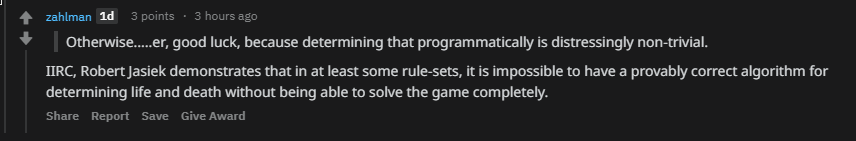 zahlman 1d 3 points · 3 hours ago
Otherwise.....er, good luck, because determining that programmatically is distressingly non-trivial.
IIRC, Robert Jasiek demonstrates that in at least some rule-sets, it is impossible to have a provably correct algorithm for
determining life and death without being able to solve the game completely.
Share Report Save Give Award